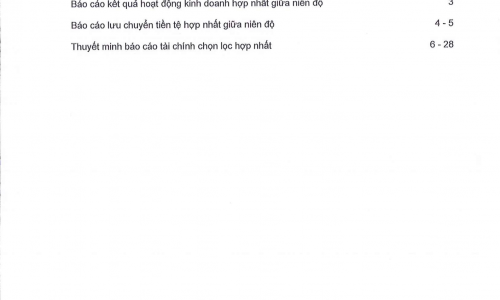 Báo cáo kết quả hoạt động kinh doanh hợp nhất giữa niên độ 3
Báo cáo lưu chuyển tiền tệ hợp nhất giữa niên độ 4 - 5
Thuyết minh báo cáo tài chính chọn lọc hợp nhất 6 - 28